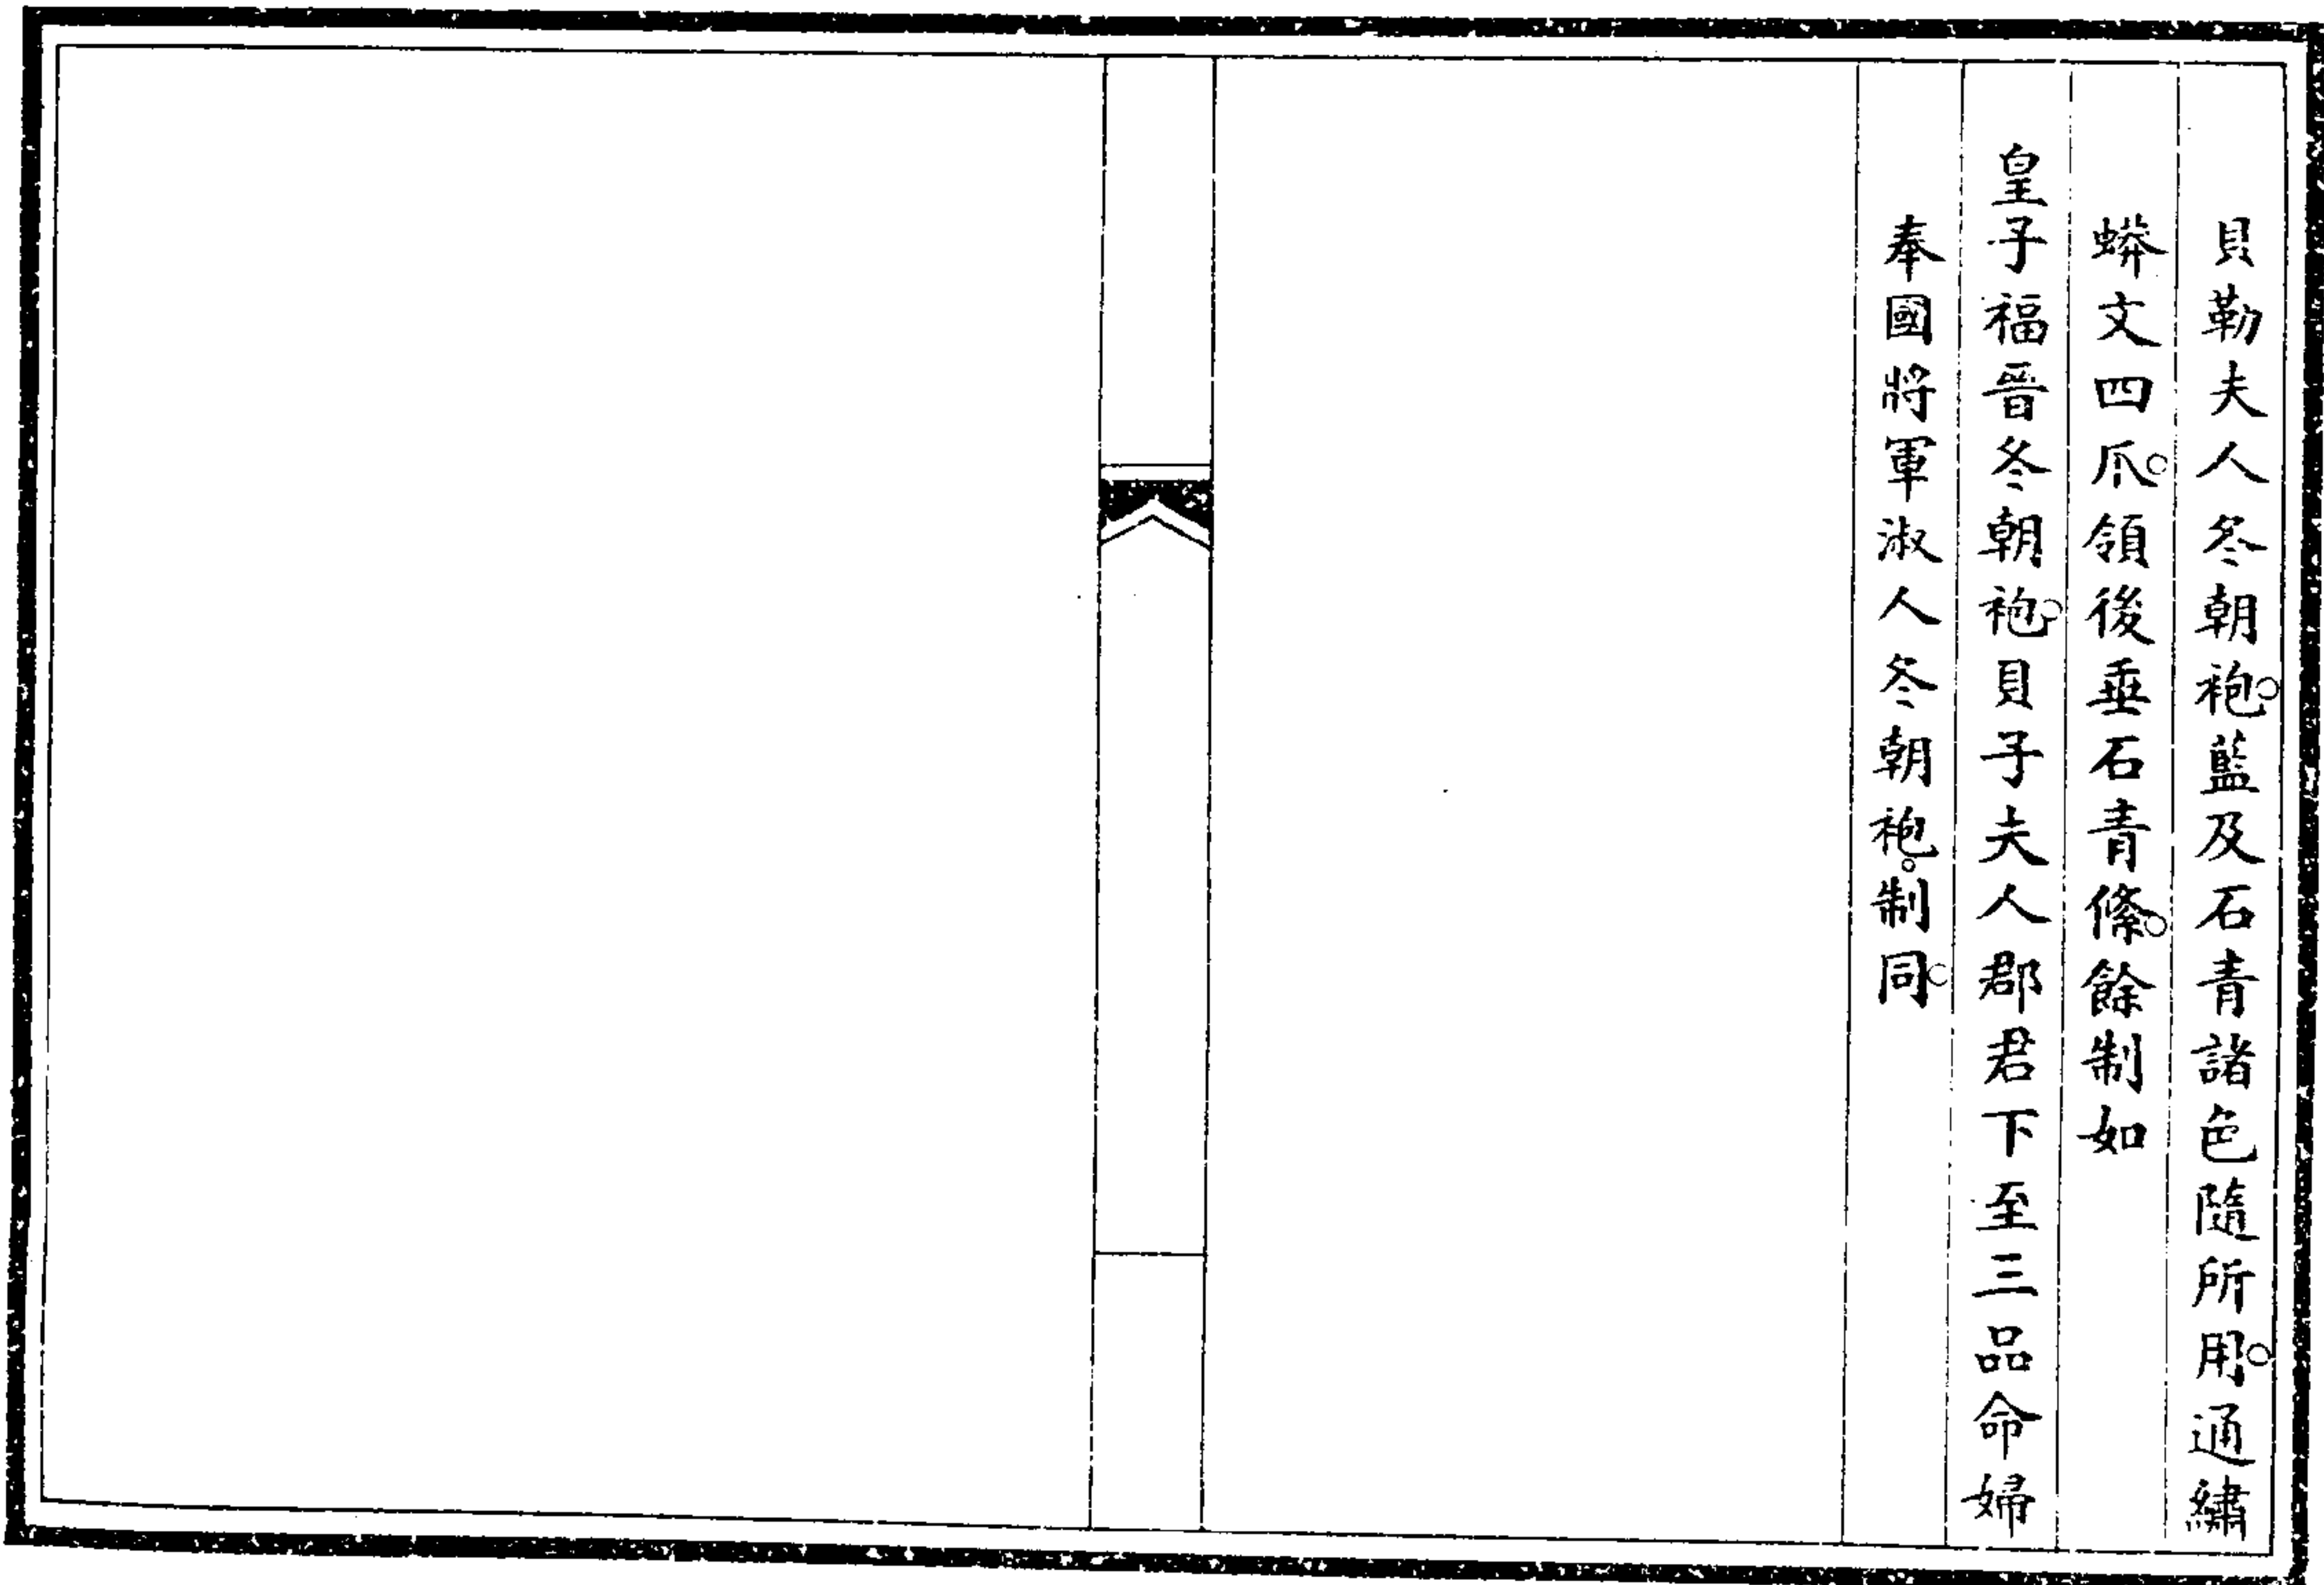 貝勒夫人冬朝袍。藍及石青諸色隨所用。通繡
蟒文四爪。領後垂石青絛。餘制如
皇子福晉冬朝袍。貝子夫人郡君下至三品命婦
奉國將軍淑人冬朝袍。制同。